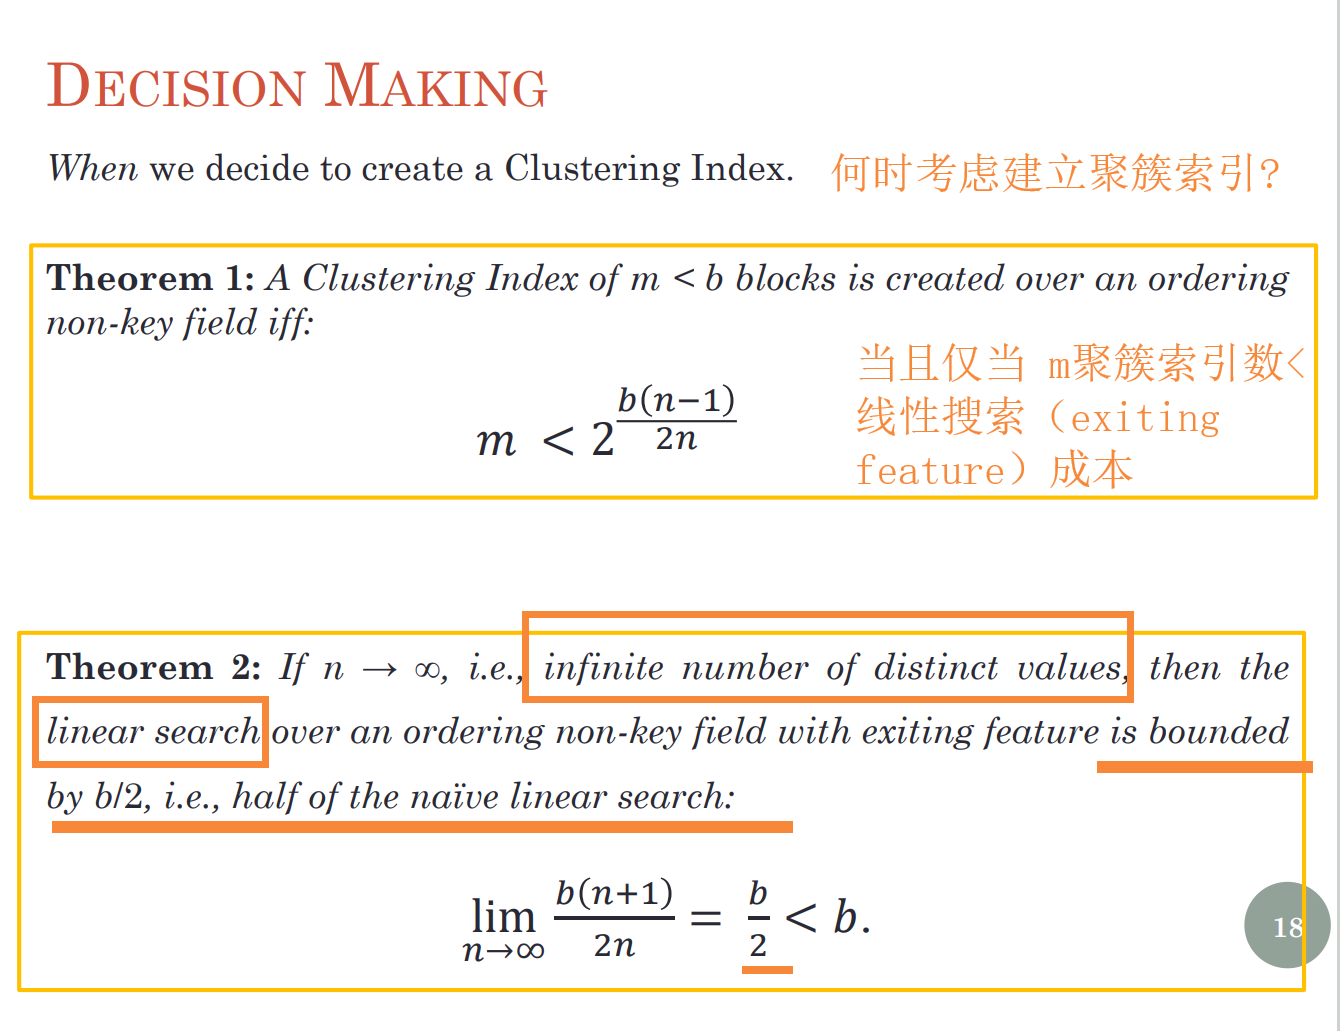 DECISION MAKING
When we decide to create a Clustering Index.
何时考虑建立聚簇索引?
Theorem 1: A Clustering Index of m < b blocks is created over an ordering
non-key field iff:
m < 2^{\frac{b(n-1)}{2n}}
当且仅当 m聚簇索引数<
线性搜索（exiting
feature）成本
Theorem 2: If n → ∞, i.e., infinite number of distinct values, then the
linear search over an ordering non-key field with exiting feature is bounded
by b/2, i.e., half of the naïve linear search:
\lim_{n→∞} \frac{b(n+1)}{2n} = \frac{b}{2} < b.
18